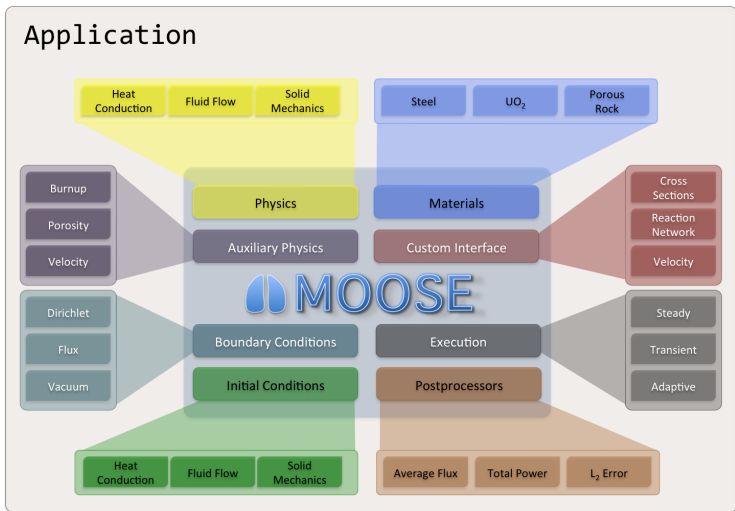 Application
Heat
Conduction
Fluid Flow
Solid
Mechanics
Steel
UO₂
Porous
Rock
Burnup
Porosity
Velocity
Physics
Materials
Cross
Sections
Reaction
Network
Velocity
Auxiliary Physics
Custom Interface
MOOSE
Dirichlet
Flux
Vacuum
Boundary Conditions
Execution
Steady
Transient
Adaptive
Initial Conditions
Postprocessors
Heat
Conduction
Fluid Flow
Solid
Mechanics
Average Flux
Total Power
L₂ Error